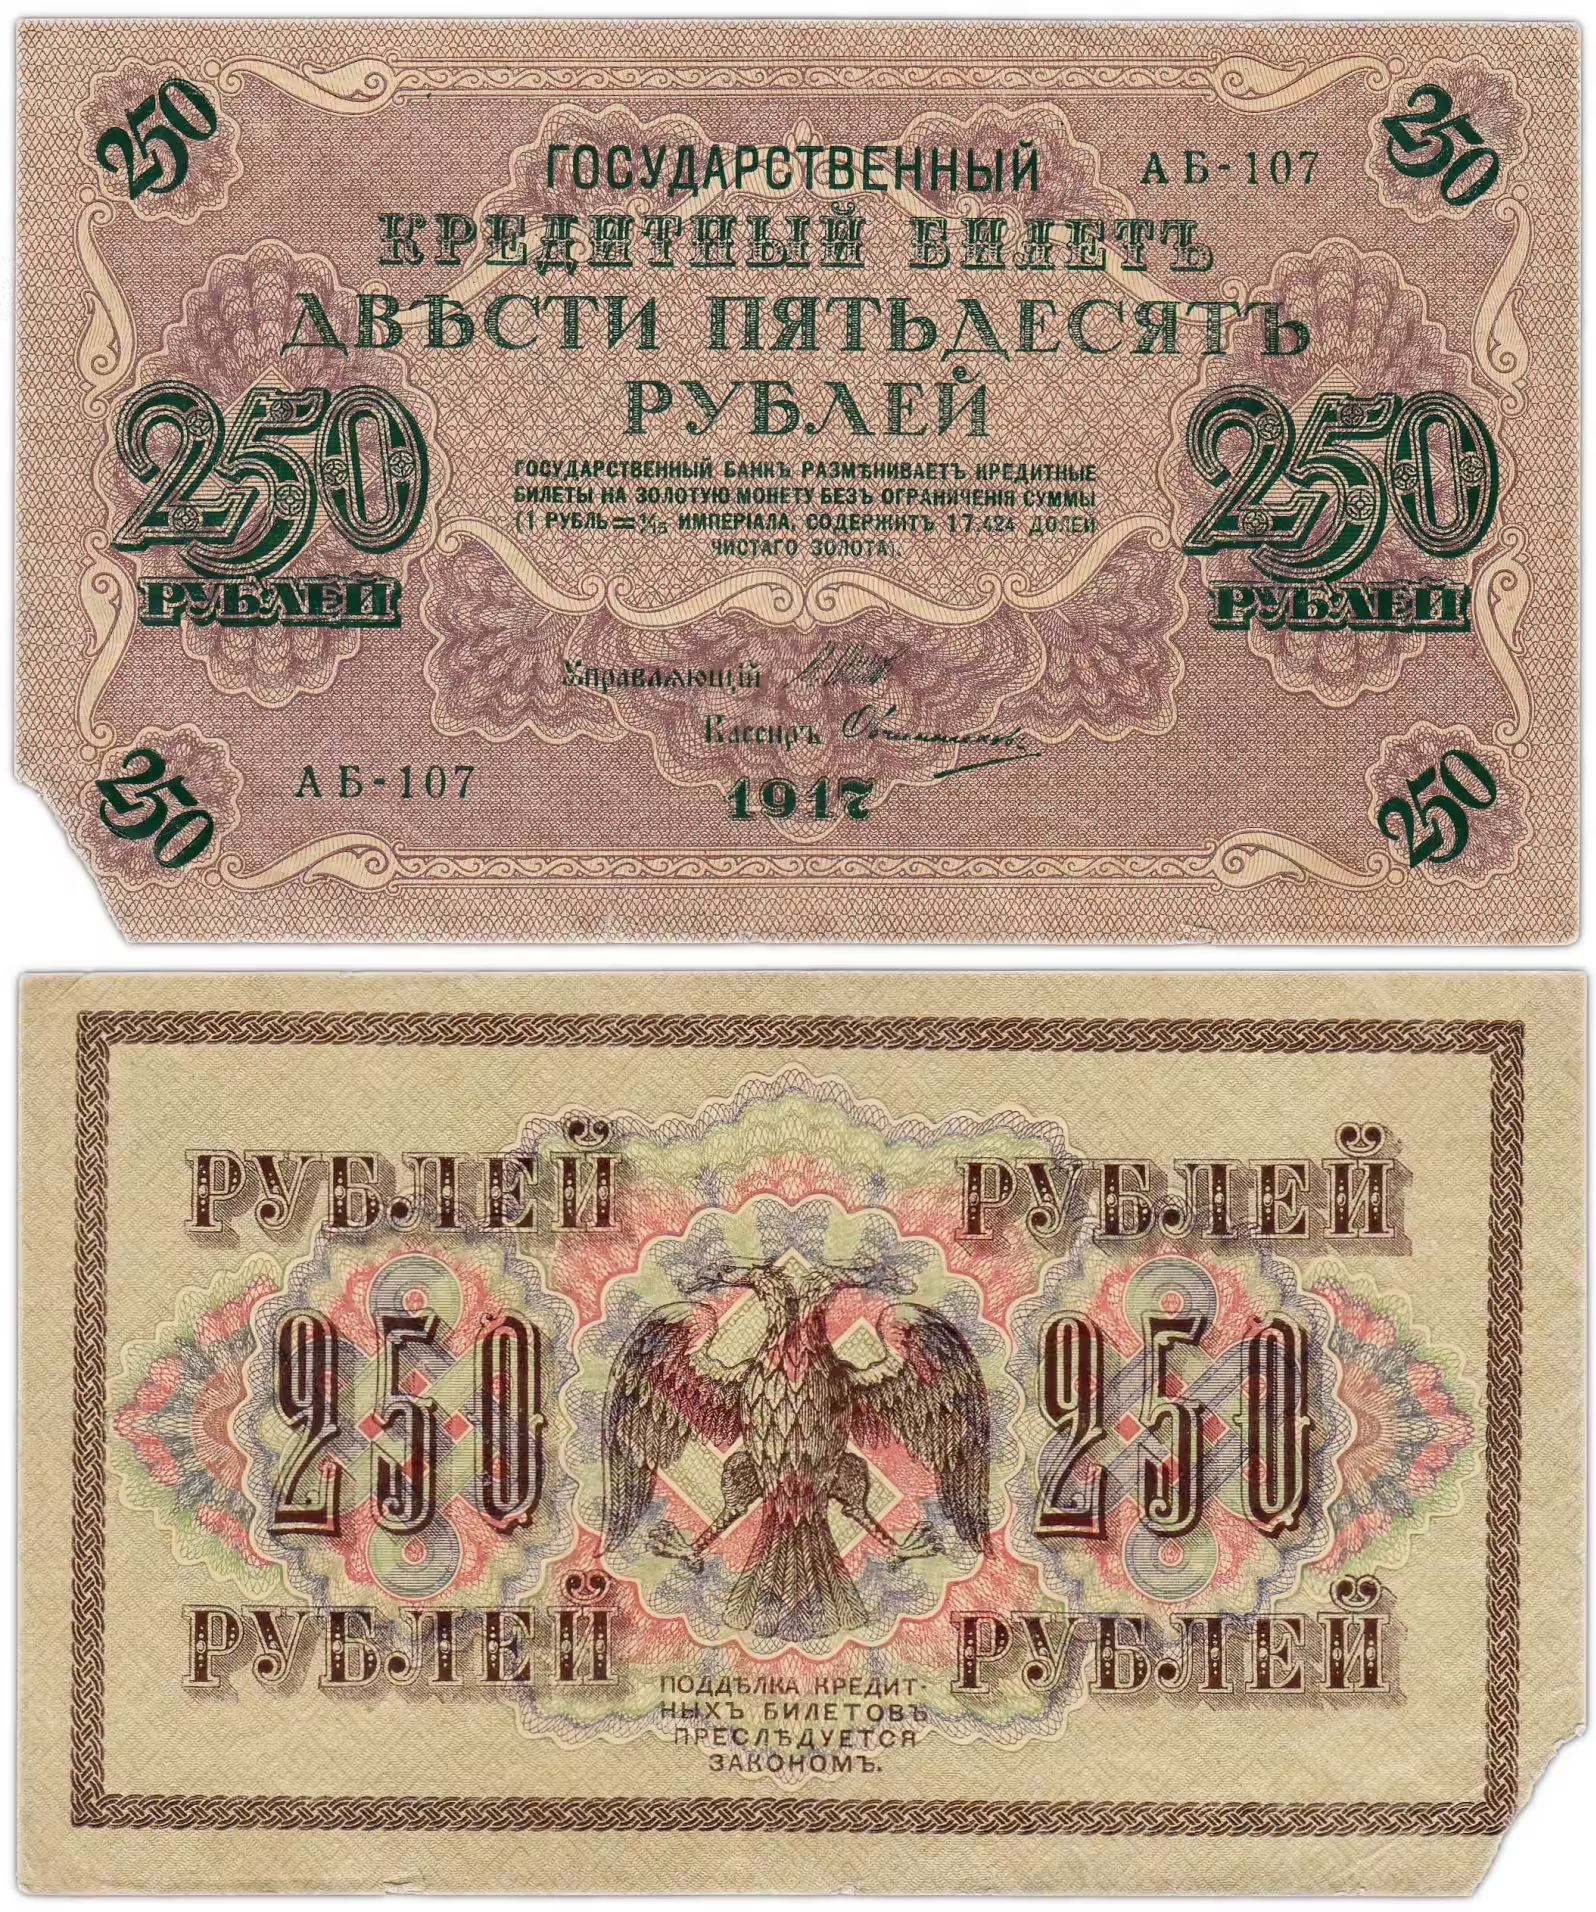 250
250
ГОСУДАРСТВЕННЫЙ
АБ-107
КРЕДИТНЫЙ БИЛЕТЪ
ДВѢСТИ ПЯТЬДЕСЯТЪ
РУБЛЕЙ
250
РУБЛЕЙ
250
РУБЛЕЙ
ГОСУДАРСТВЕННЫЙ БАНКЪ РАЗМѢНИВАЕТЪ КРЕДИТНЫЕ
БИЛЕТЫ НА ЗОЛОТУЮ МОНЕТУ БЕЗЪ ОГРАНИЧЕНІЯ СУММЫ
(1 РУБЛЬ = 1/15 ИМПЕРІАЛА, СОДЕРЖИТЪ 17.424 ДОЛЕЙ
ЧИСТАГО ЗОЛОТА).
Управляющій
Кассиръ Овчинниковъ
АБ-107
1917
250
250
РУБЛЕЙ РУБЛЕЙ
250 250
РУБЛЕЙ РУБЛЕЙ
ПОДДѢЛКА КРЕДИТ-
НЫХЪ БИЛЕТОВЪ
ПРЕСЛѢДУЕТСЯ
ЗАКОНОМЪ.